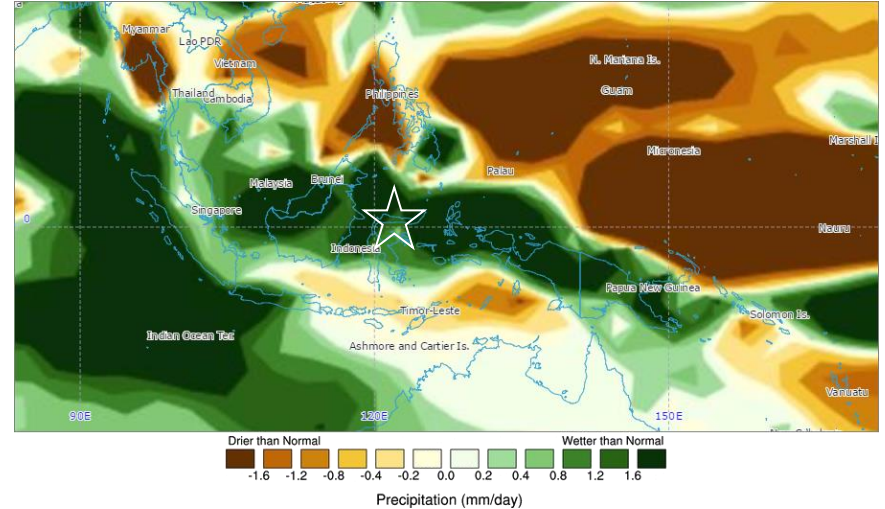 Myanmar
Lao PDR
Vietnam
N. Mariana Is.
Thailand
Cambodia
Philippines
Guam
Marshall I
Micronesia
Palau
Malaysia
Brunei
Singapore
0
Nauru
Indonesia
Papua New Guinea
Timor-Leste
Solomon Is.
Indian Ocean Ter
Ashmore and Cartier Is.
Vanuatu
90E
120E
150E
Drier than Normal
Wetter than Normal
-1.6 -1.2 -0.8 -0.4 -0.2 0.0 0.2 0.4 0.8 1.2 1.6
Precipitation (mm/day)